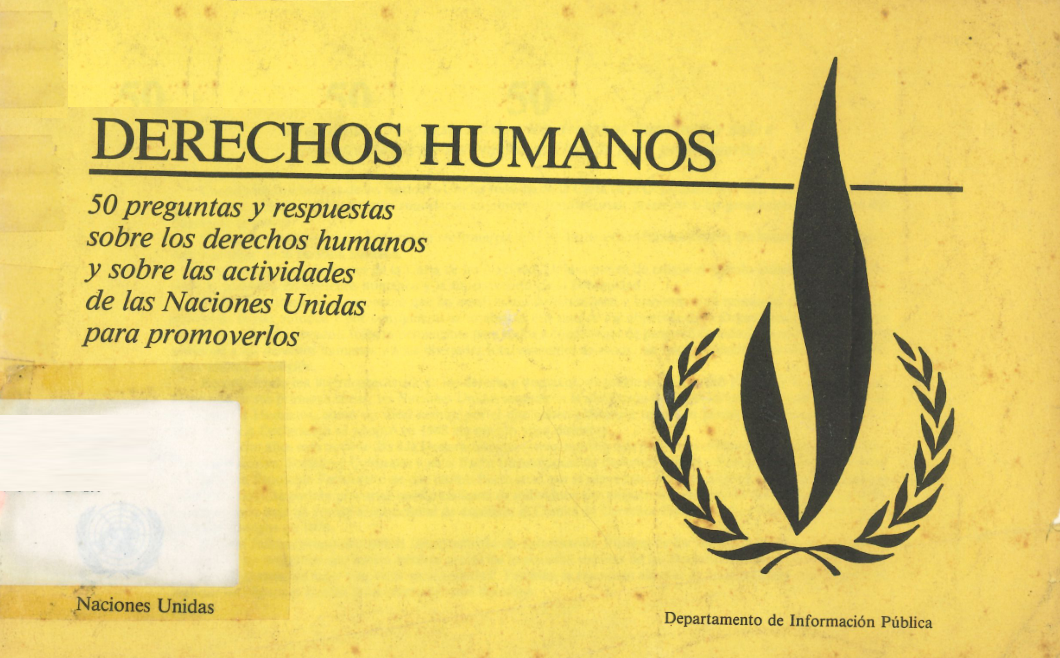 DERECHOS HUMANOS
50 preguntas y respuestas
sobre los derechos humanos
y sobre las actividades
de las Naciones Unidas
para promoverlos
Naciones Unidas
Departamento de Información Pública